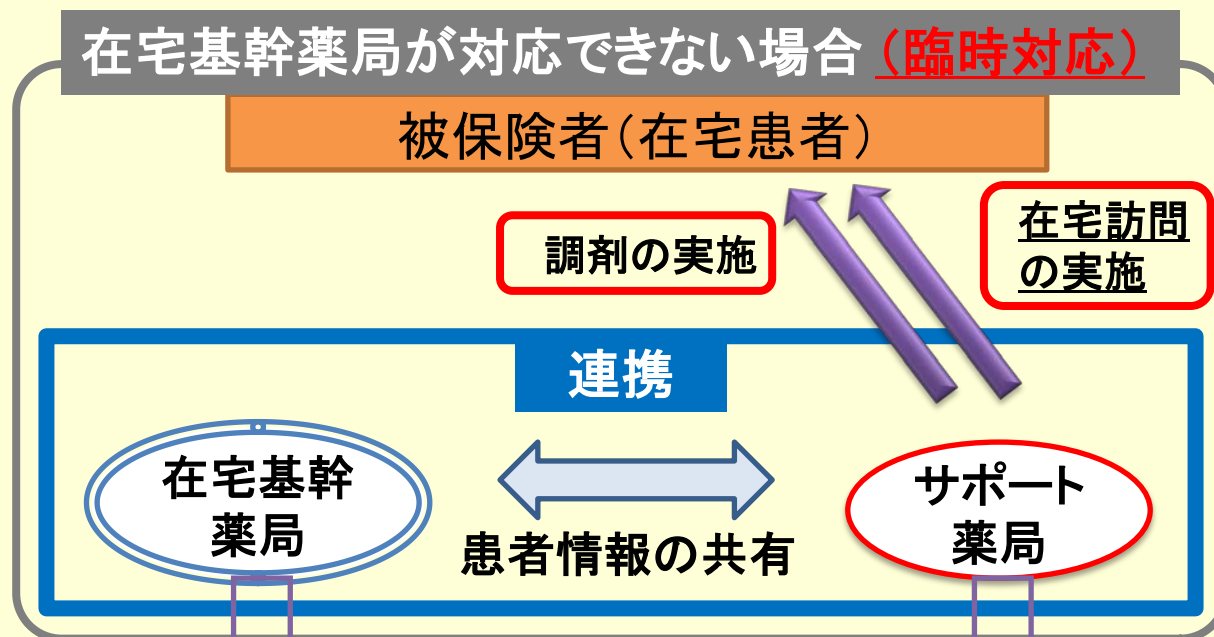 在宅基幹薬局が対応できない場合（臨時対応）
被保険者（在宅患者）
調剤の実施
在宅訪問
の実施
連携
在宅基幹
薬局
患者情報の共有
サポート
薬局